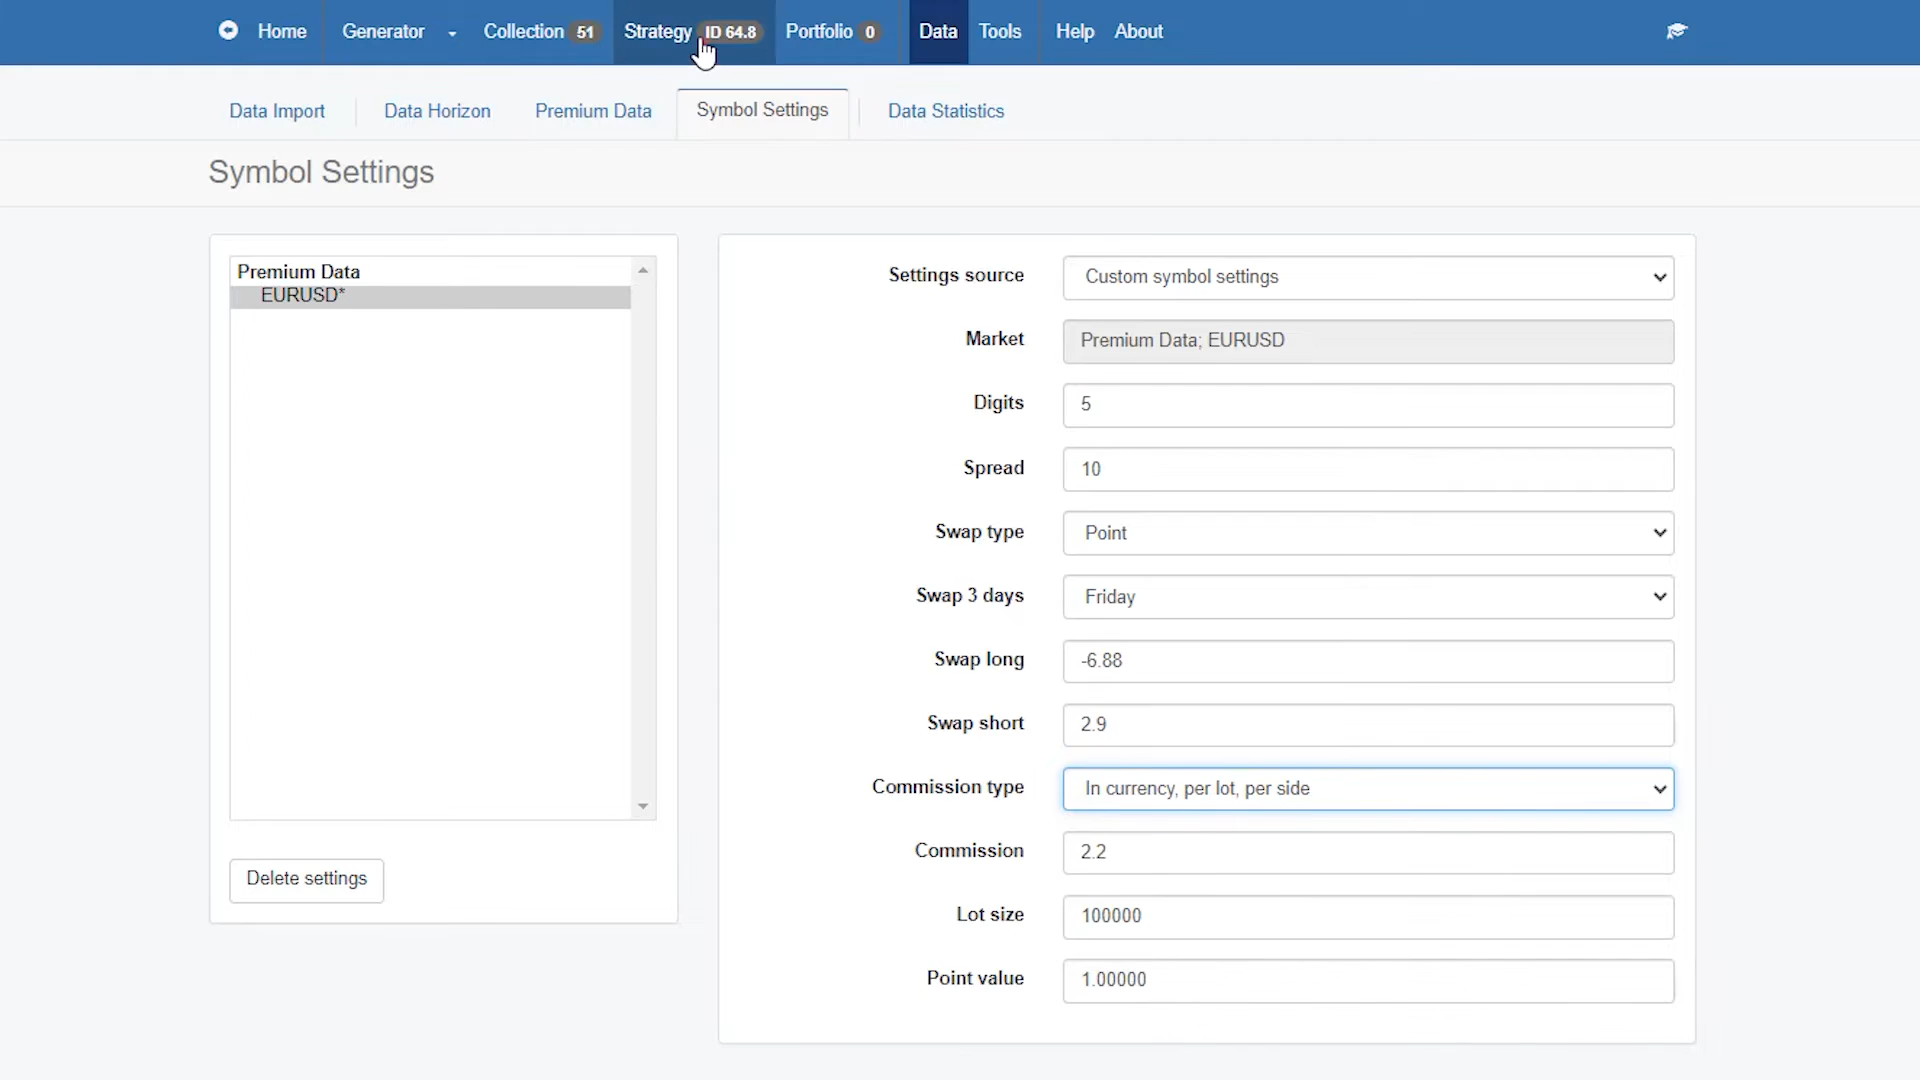 Home Generator Collection 51 Strategy ID 64.8 Portfolio 0 Data Tools Help About
Data Import Data Horizon Premium Data Symbol Settings Data Statistics
Symbol Settings
Premium Data
EURUSD*
Delete settings
Settings source Custom symbol settings
Market Premium Data; EURUSD
Digits 5
Spread 10
Swap type Point
Swap 3 days Friday
Swap long -6.88
Swap short 2.9
Commission type In currency, per lot, per side
Commission 2.2
Lot size 100000
Point value 1.00000